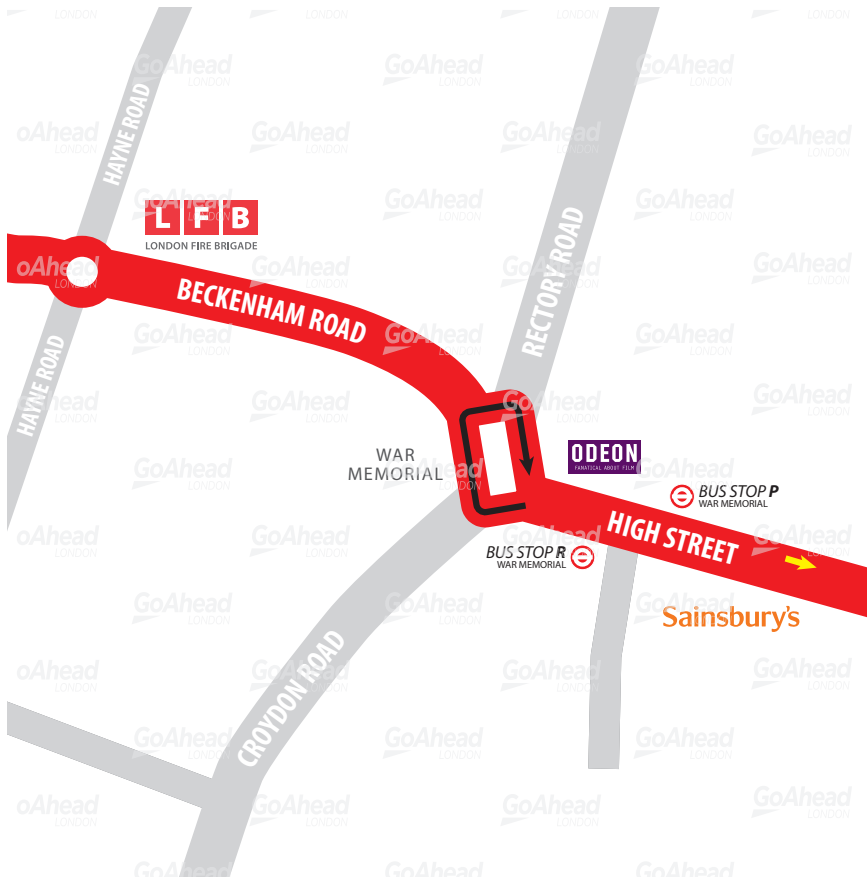 HAYNE ROAD
L F B
LONDON FIRE BRIGADE
BECKENHAM ROAD
RECTORY ROAD
HAYNE ROAD
WAR
MEMORIAL
ODEON
FANATICAL ABOUT FILM
BUS STOP P
WAR MEMORIAL
HIGH STREET
BUS STOP R
WAR MEMORIAL
Sainsbury's
CROYDON ROAD
GoAhead
LONDON